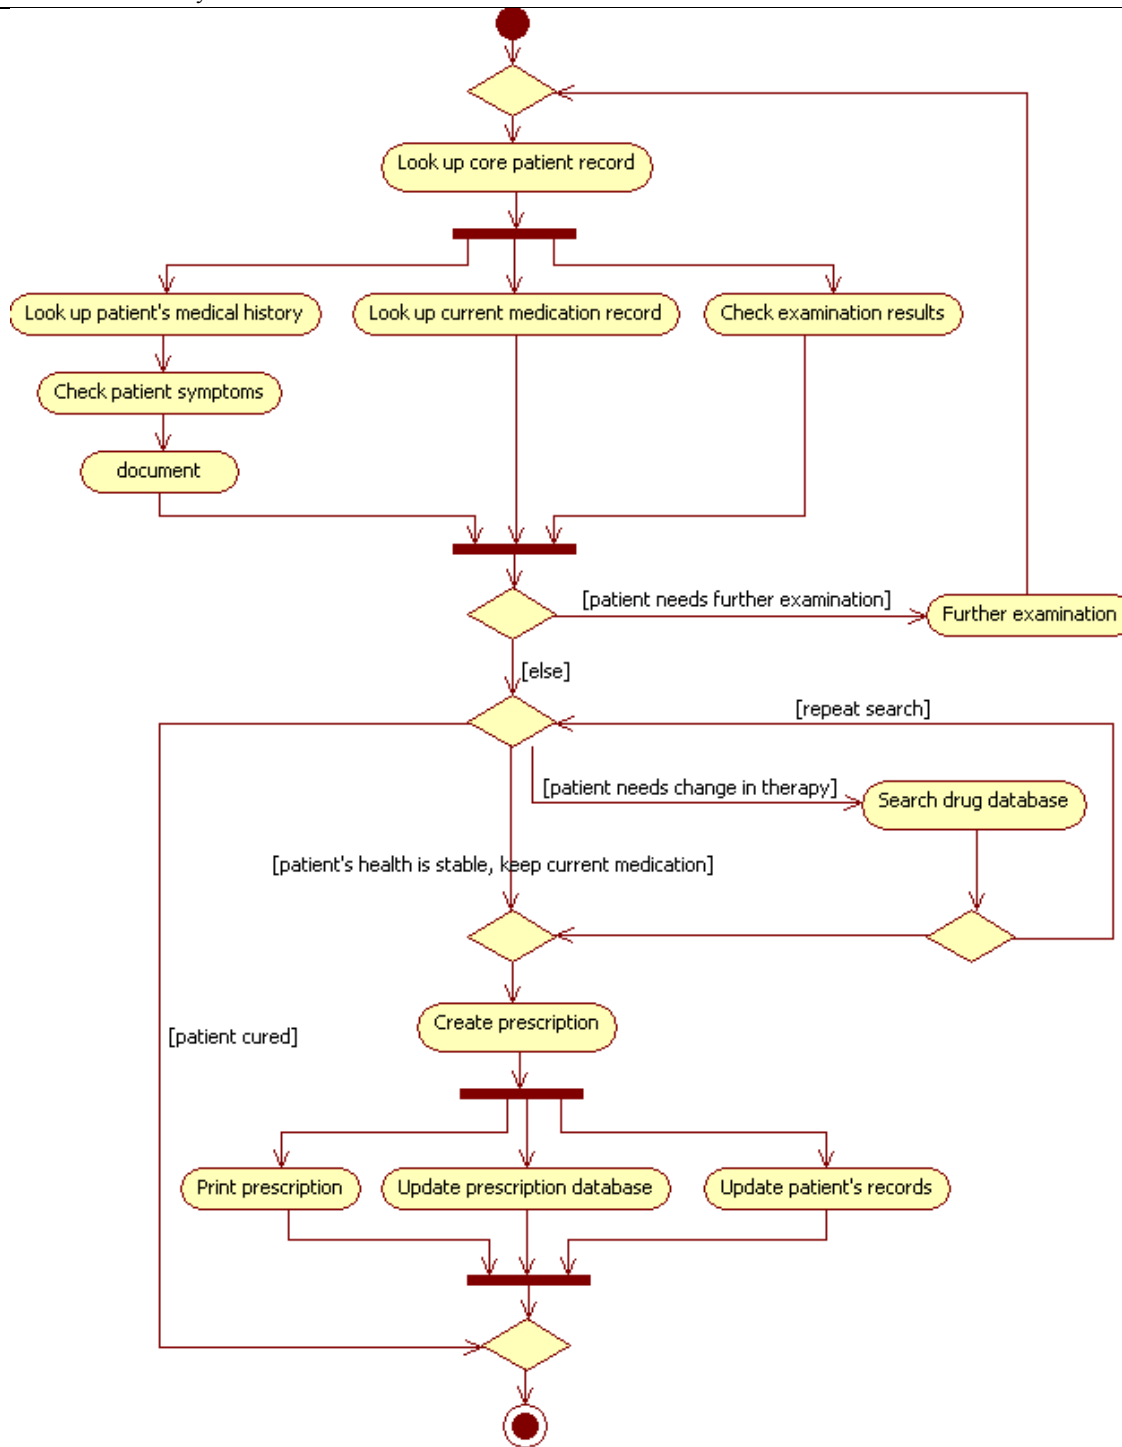 Look up core patient record
Look up patient's medical history
Look up current medication record
Check examination results
Check patient symptoms
document
[patient needs further examination]
Further examination
[else]
[repeat search]
[patient needs change in therapy]
Search drug database
[patient's health is stable, keep current medication]
Create prescription
[patient cured]
Print prescription
Update prescription database
Update patient's records